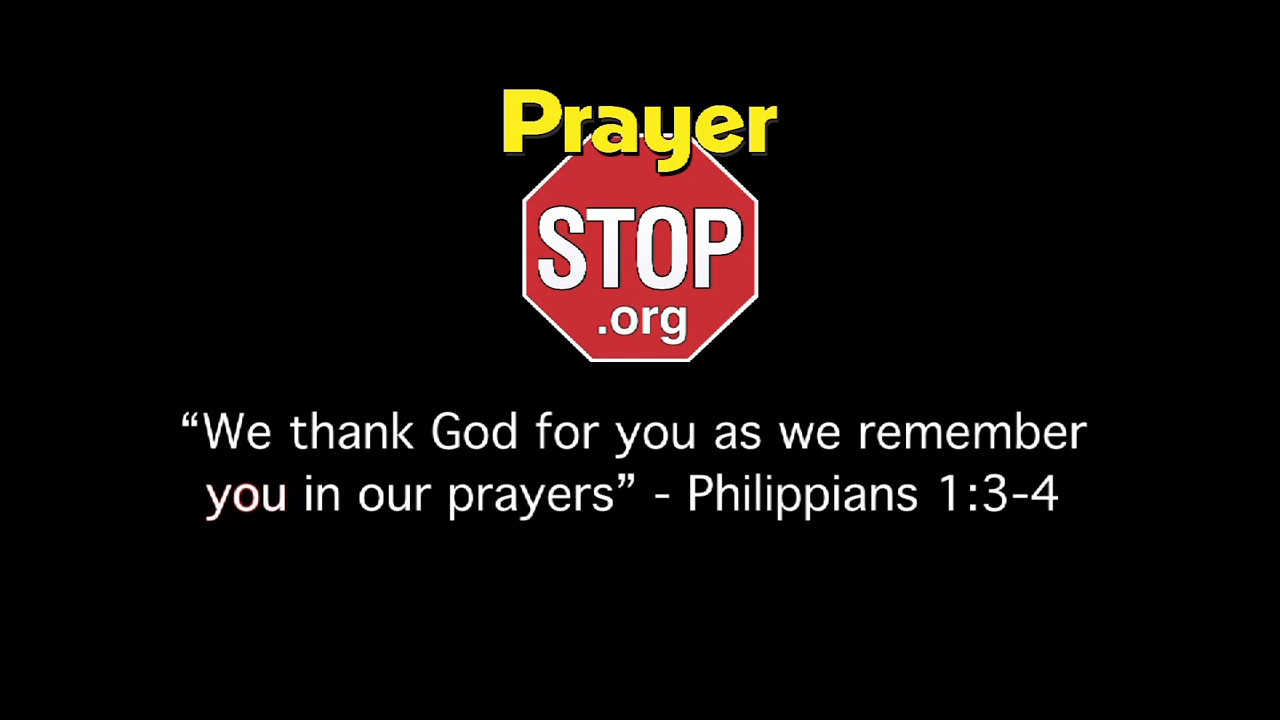 Prayer
STOP
.org
“We thank God for you as we remember
you in our prayers” - Philippians 1:3-4